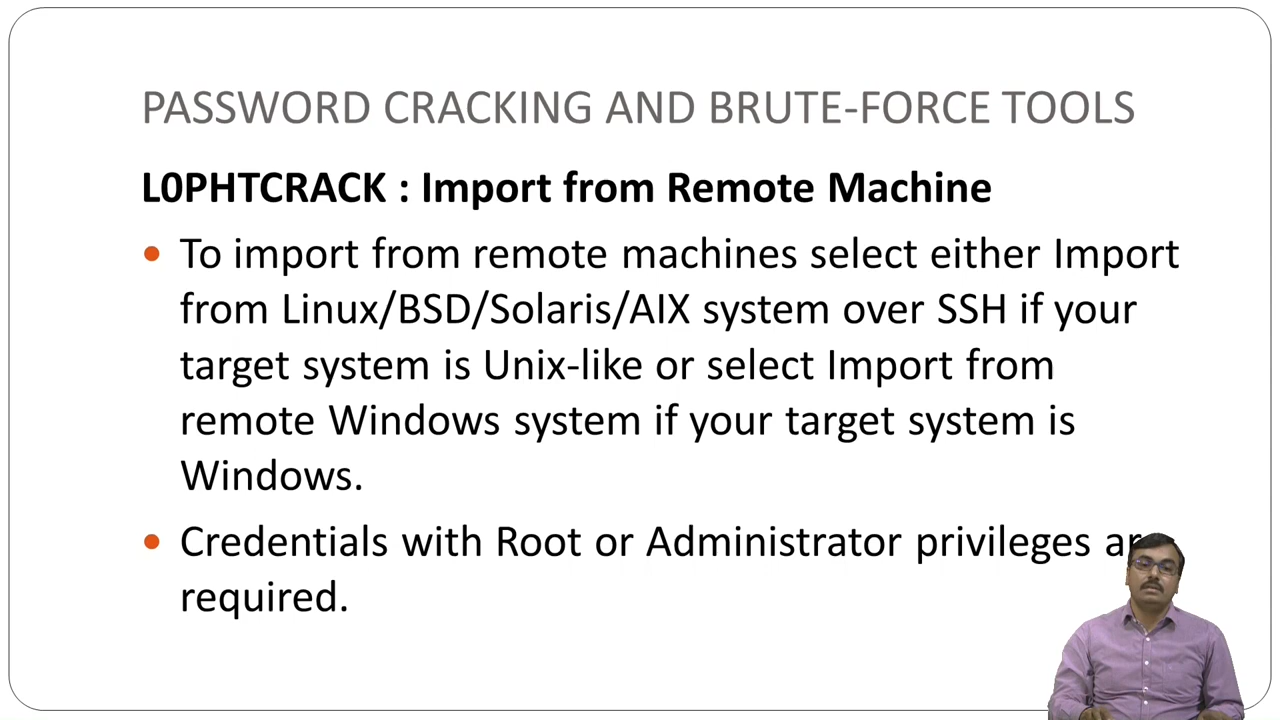 PASSWORD CRACKING AND BRUTE-FORCE TOOLS
L0PHTCRACK : Import from Remote Machine
• To import from remote machines select either Import
from Linux/BSD/Solaris/AIX system over SSH if your
target system is Unix-like or select Import from
remote Windows system if your target system is
Windows.
• Credentials with Root or Administrator privileges ar
required.